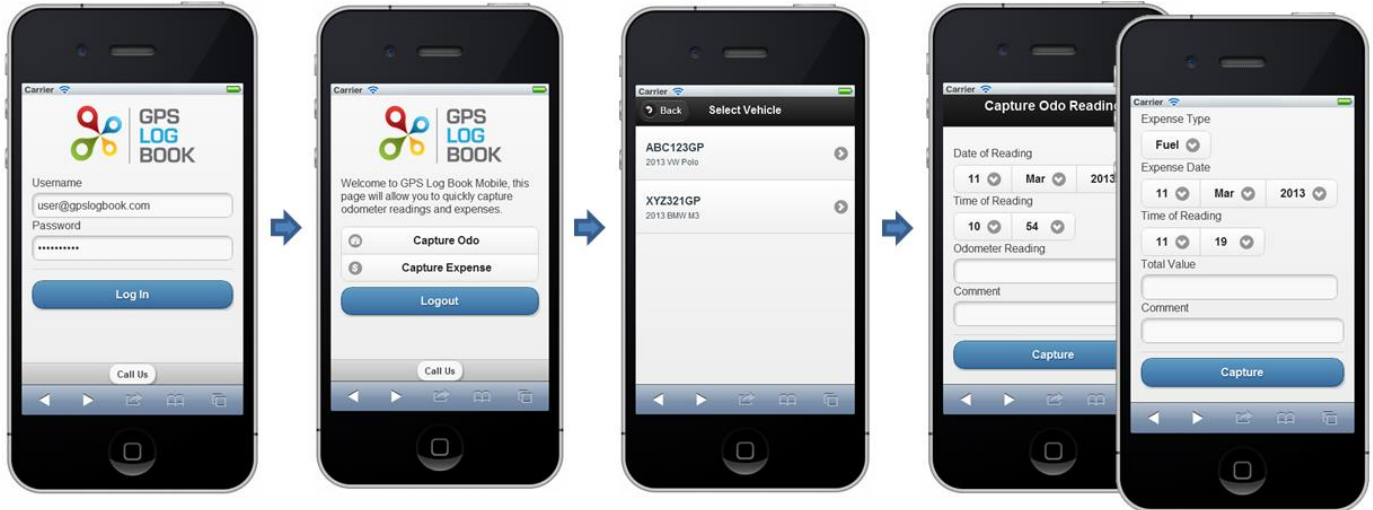 Carrier
GPS
LOG
BOOK
Username
user@gpslogbook.com
Password
••••••••••
Log In
Call Us
Carrier
GPS
LOG
BOOK
Welcome to GPS Log Book Mobile, this
page will allow you to quickly capture
odometer readings and expenses.
Capture Odo
Capture Expense
Logout
Call Us
Carrier
Back Select Vehicle
ABC123GP
2013 VW Polo
XYZ321GP
2013 BMW M3
Carrier
Capture Odo Reading
Date of Reading
11 Mar 2013
Time of Reading
10 54
Odometer Reading
Comment
Capture
Carrier
Expense Type
Fuel
Expense Date
11 Mar 2013
Time of Reading
11 19
Total Value
Comment
Capture